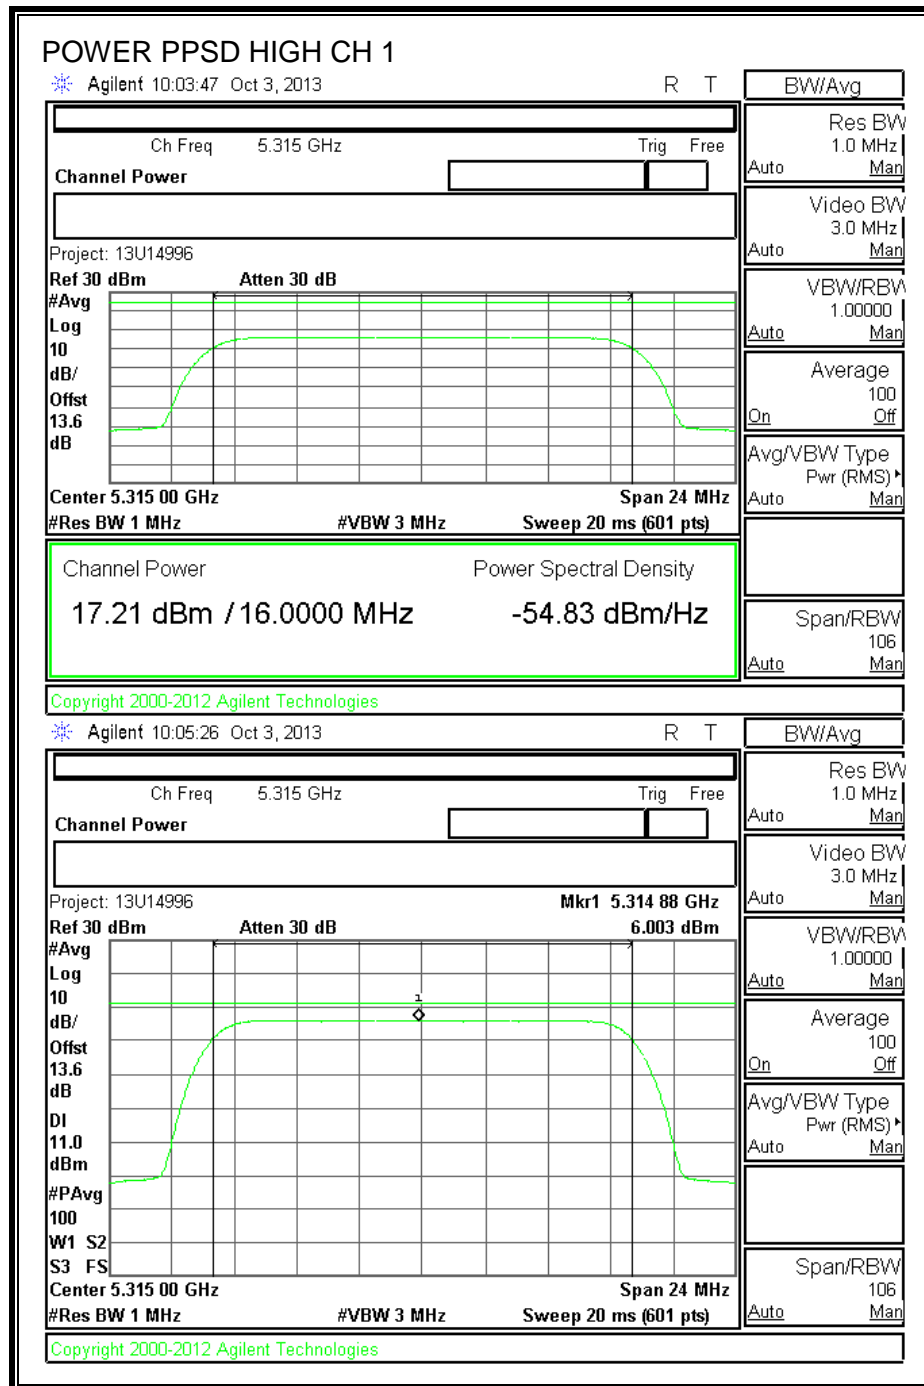 POWER PPSD HIGH CH 1
Agilent 10:03:47 Oct 3, 2013 R T
BW/Avg
Ch Freq 5.315 GHz Trig Free
Channel Power
Res BW
1.0 MHz
Auto Man
Video BW
3.0 MHz
Auto Man
Project: 13U14996
Ref 30 dBm Atten 30 dB
#Avg
Log
10
dB/
Offst
13.6
dB
VBW/RBW
1.00000
Auto Man
Average
100
On Off
Avg/VBW Type
Pwr (RMS)
Auto Man
Center 5.315 00 GHz Span 24 MHz
#Res BW 1 MHz #VBW 3 MHz Sweep 20 ms (601 pts)
Channel Power Power Spectral Density
17.21 dBm / 16.0000 MHz -54.83 dBm/Hz
Span/RBW
106
Auto Man
Copyright 2000-2012 Agilent Technologies
Agilent 10:05:26 Oct 3, 2013 R T
BW/Avg
Ch Freq 5.315 GHz Trig Free
Channel Power
Res BW
1.0 MHz
Auto Man
Video BW
3.0 MHz
Auto Man
Project: 13U14996 Mkr1 5.314 88 GHz
Ref 30 dBm Atten 30 dB 6.003 dBm
#Avg
Log
10
dB/
Offst
13.6
dB
DI
11.0
dBm
#PAvg
100
W1 S2
S3 FS
1
VBW/RBW
1.00000
Auto Man
Average
100
On Off
Avg/VBW Type
Pwr (RMS)
Auto Man
Center 5.315 00 GHz Span 24 MHz
#Res BW 1 MHz #VBW 3 MHz Sweep 20 ms (601 pts)
Span/RBW
106
Auto Man
Copyright 2000-2012 Agilent Technologies